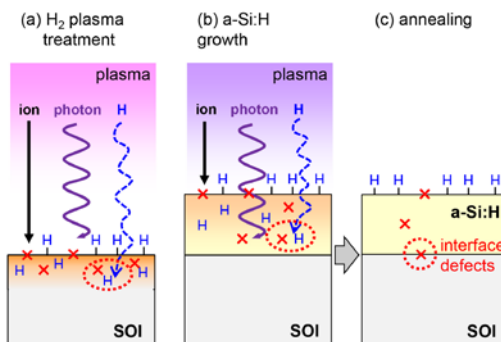 (a) H₂ plasma
treatment
plasma
ion
photon
H
H H H H
H H H
H
SOI
(b) a-Si:H
growth
plasma
ion
photon
H
H H H H
H
H
H
SOI
(c) annealing
H H H H H
a-Si:H
interface
defects
SOI